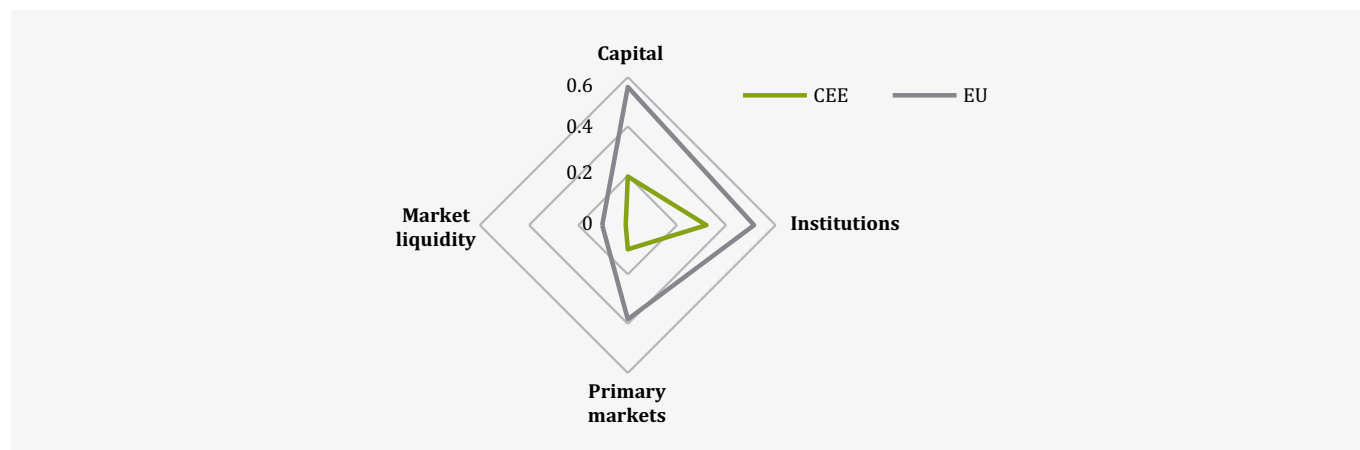 Capital
0.6
CEE
EU
0.4
0.2
Market
liquidity
0
Institutions
Primary
markets